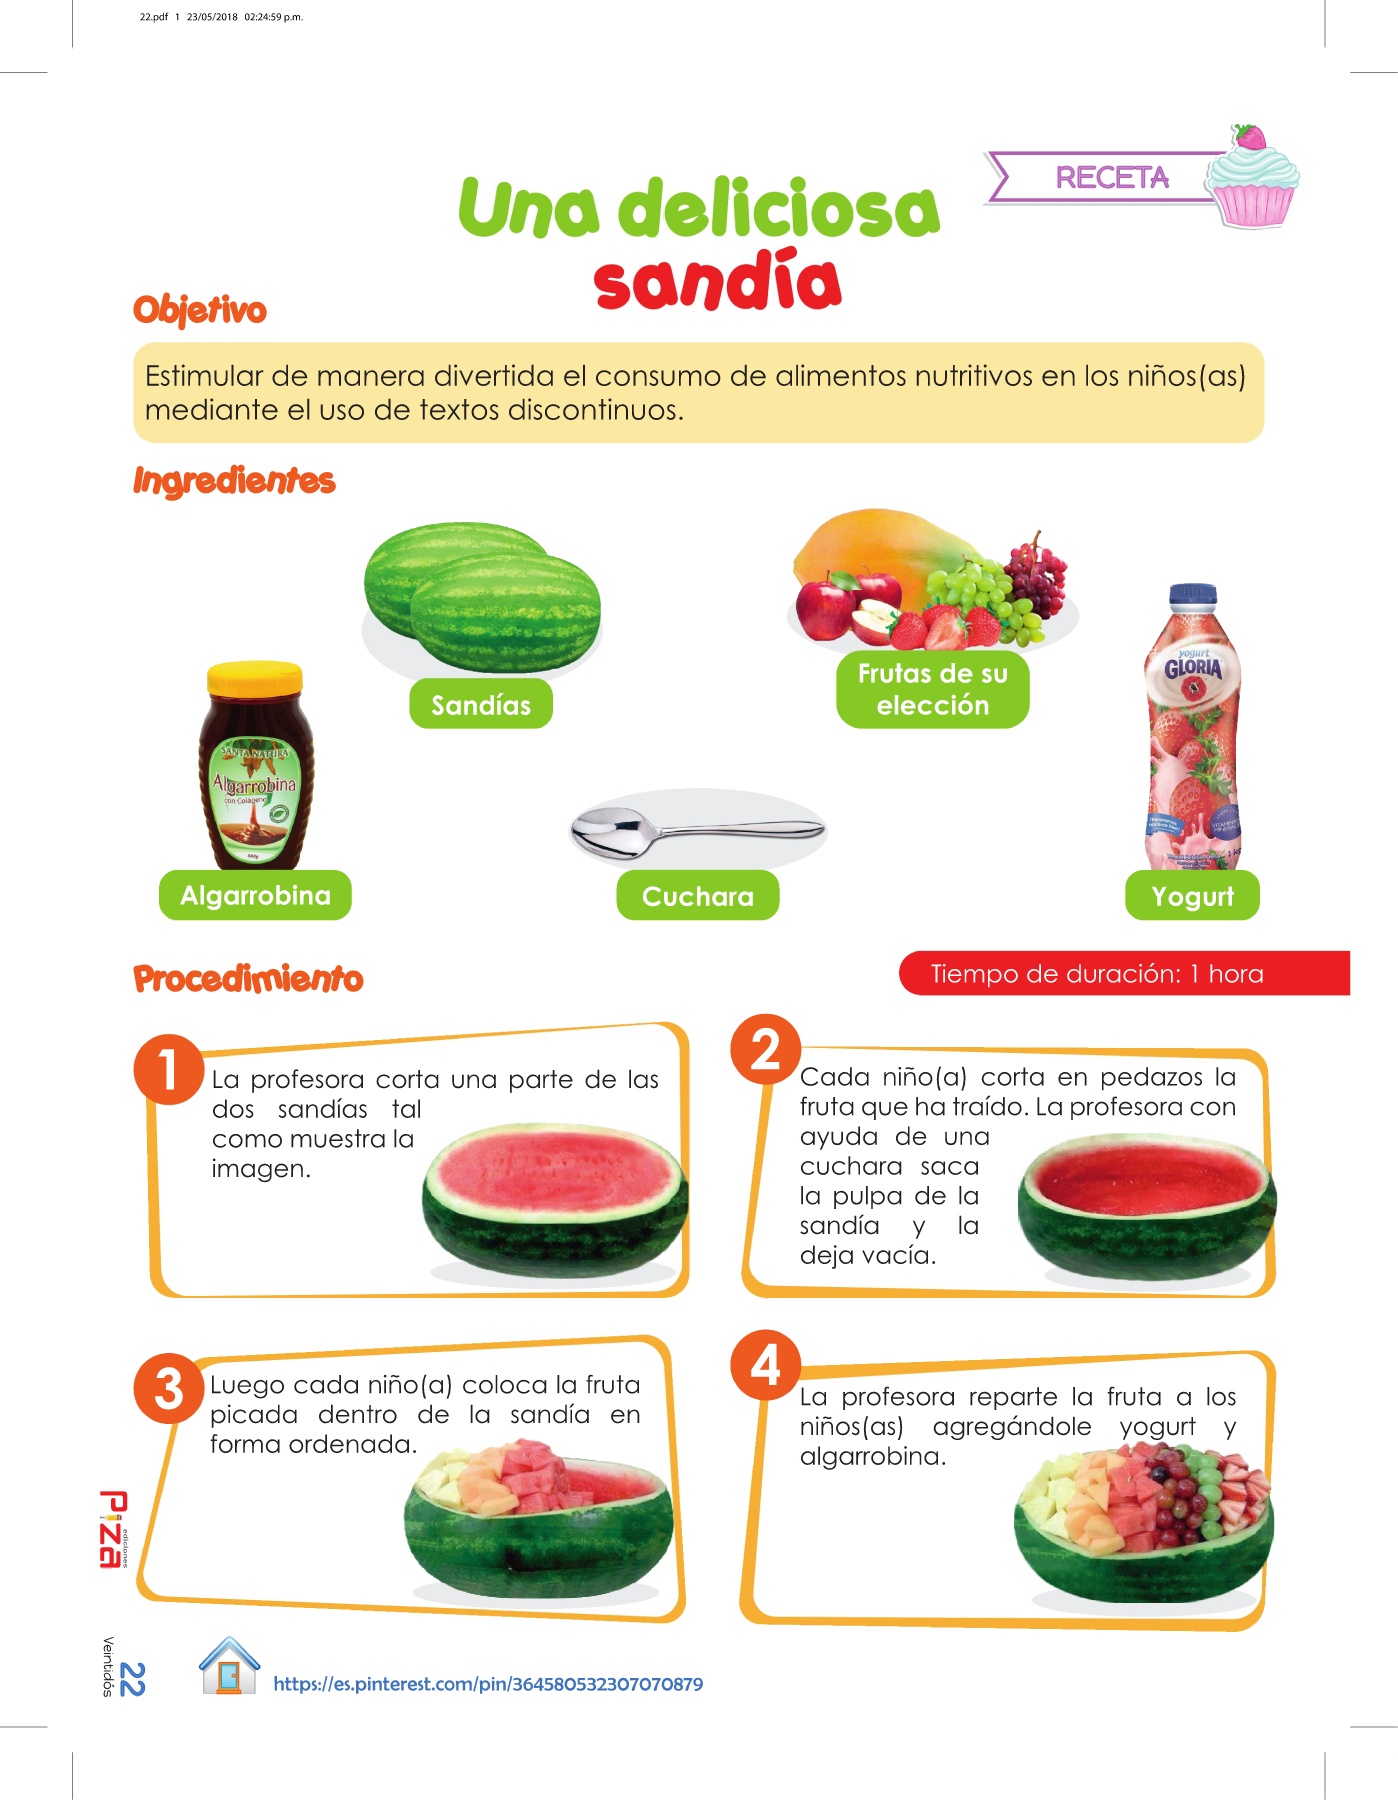 22.pdf 1 23/05/2018 02:24:59 p.m.
RECETA
Una deliciosa
sandía
Objetivo
Estimular de manera divertida el consumo de alimentos nutritivos en los niños(as)
mediante el uso de textos discontinuos.
Ingredientes
Sandías
Frutas de su
elección
yogurt
GLORIA
SANTA NATURA
Algarrobina
con Colágeno
Algarrobina
Cuchara
Yogurt
Procedimiento
Tiempo de duración: 1 hora
1
La profesora corta una parte de las
dos sandías tal
como muestra la
imagen.
2
Cada niño(a) corta en pedazos la
fruta que ha traído. La profesora con
ayuda de una
cuchara saca
la pulpa de la
sandía y la
deja vacía.
3
Luego cada niño(a) coloca la fruta
picada dentro de la sandía en
forma ordenada.
4
La profesora reparte la fruta a los
niños(as) agregándole yogurt y
algarrobina.
Piza
ediciones
22
Veintidós
https://es.pinterest.com/pin/364580532307070879